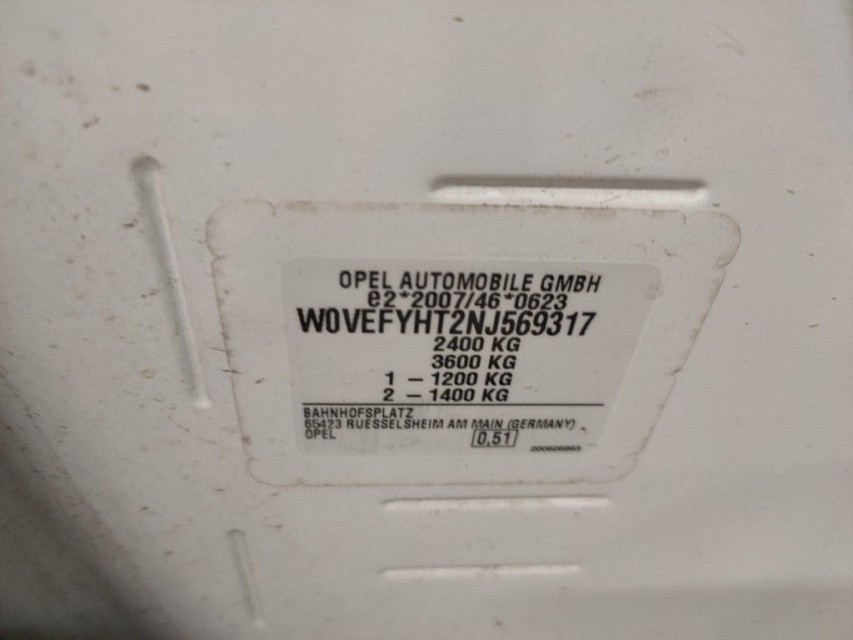 OPEL AUTOMOBILE GMBH
e2*2007/46*0623
W0VEFYHT2NJ569317
2400 KG
3600 KG
1 – 1200 KG
2 – 1400 KG
BAHNHOFSPLATZ
65423 RUESSELSHEIM AM MAIN (GERMANY)
OPEL
0,51